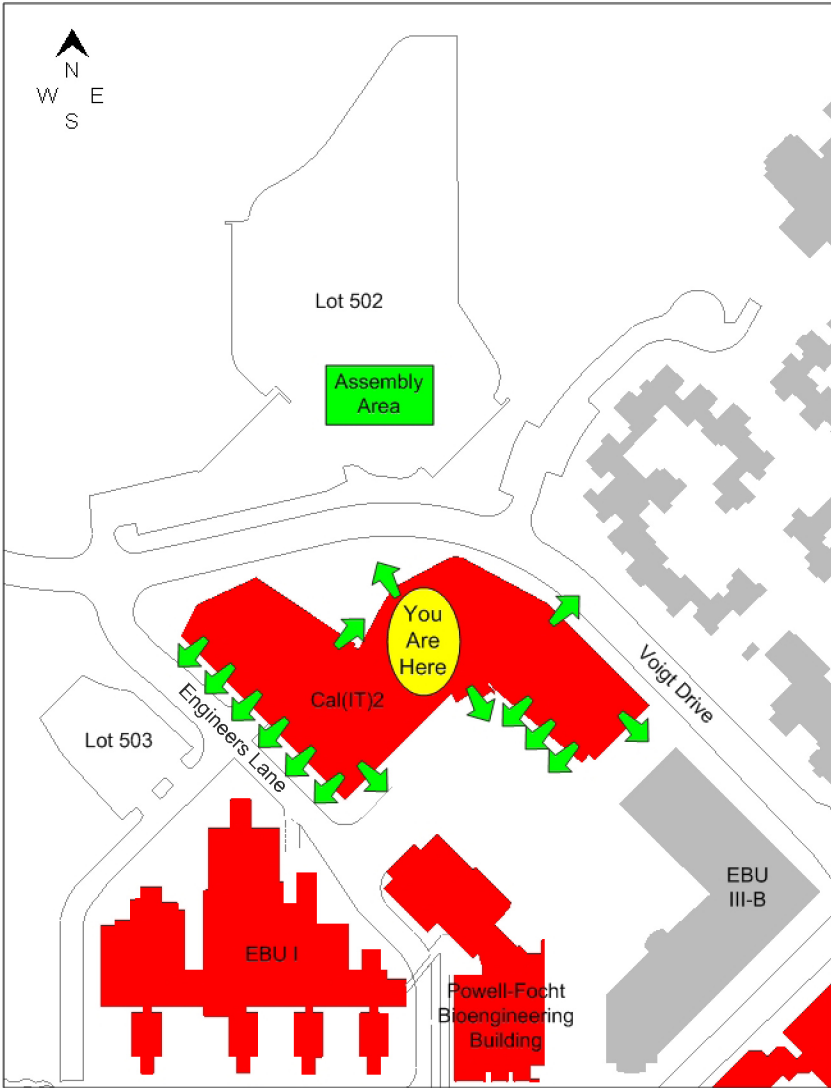 N
W E
S
Lot 502
Assembly
Area
You
Are
Here
Cal(IT)2
Voigt Drive
Engineers Lane
Lot 503
EBU
III-B
EBU I
Powell-Focht
Bioengineering
Building